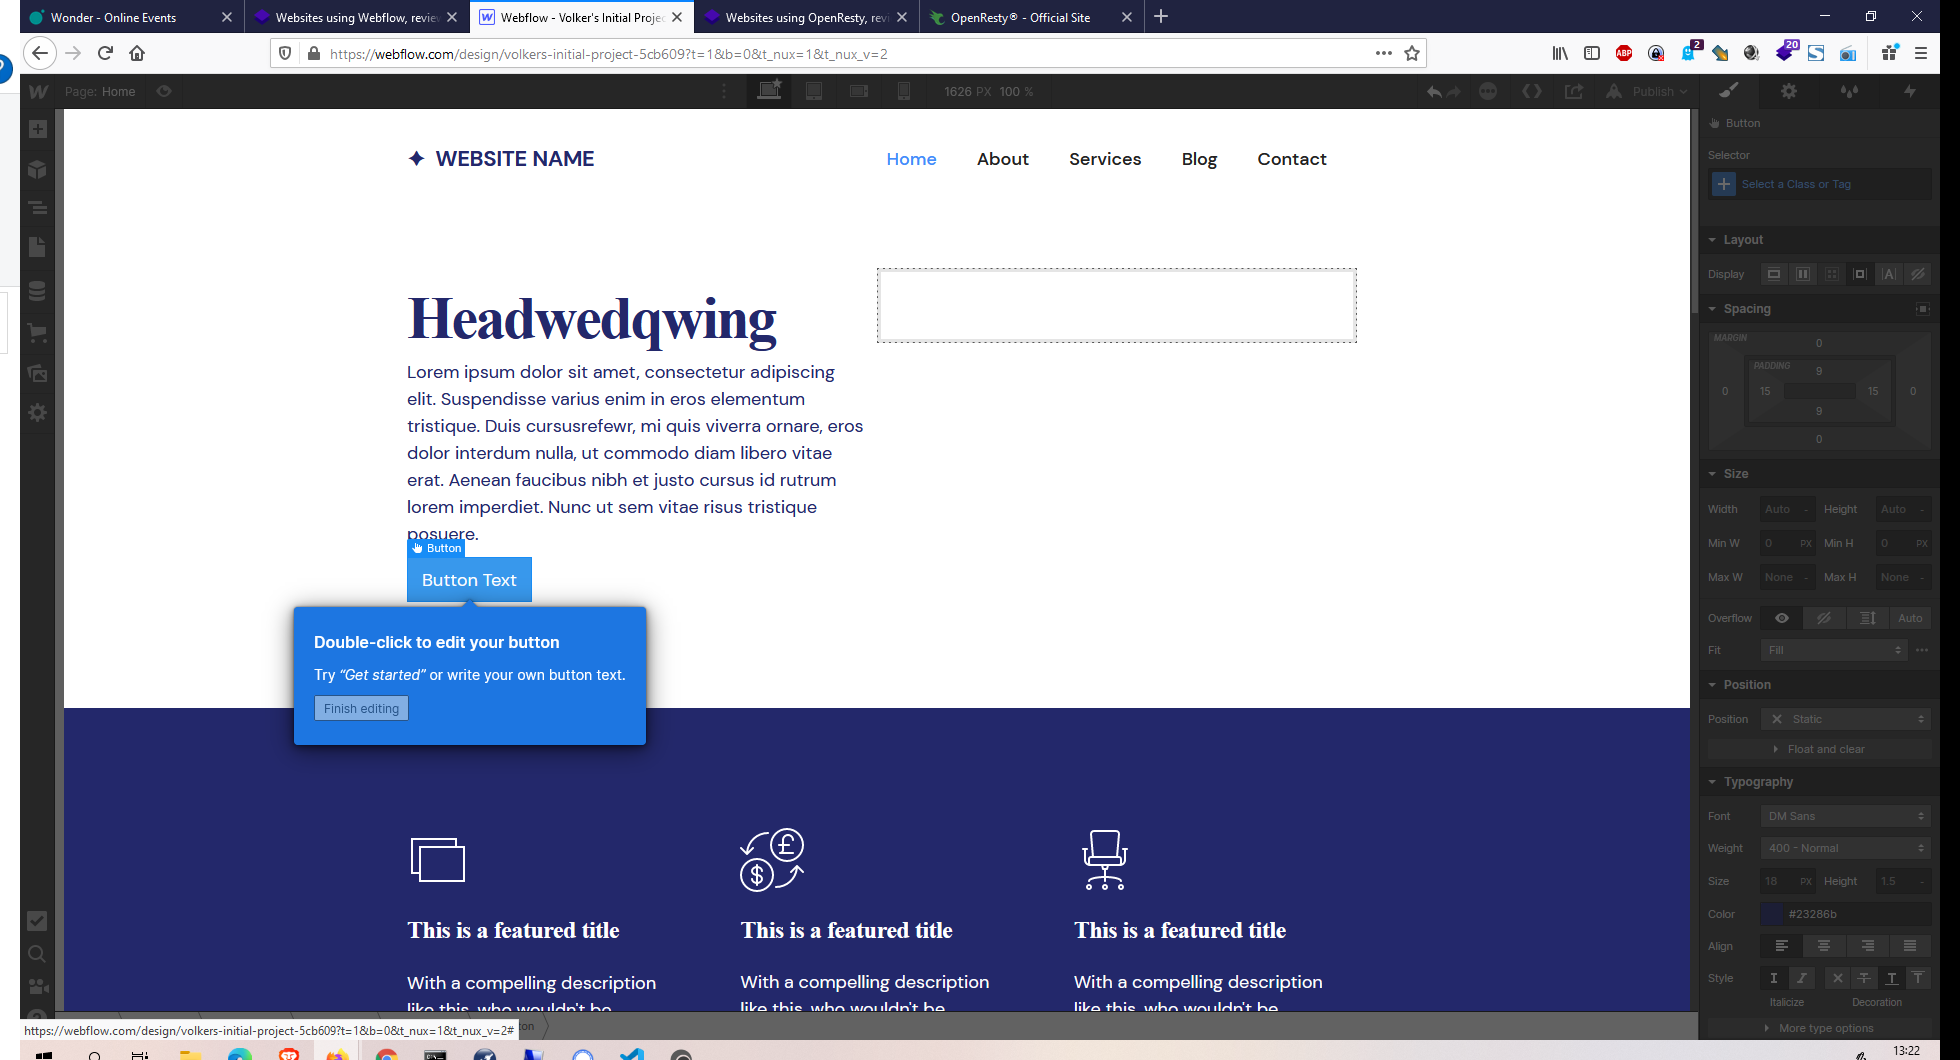 Wonder - Online Events
Websites using Webflow, review
Webflow - Volker's Initial Projec
Websites using OpenResty, revi
OpenResty® - Official Site
https://webflow.com/design/volkers-initial-project-5cb609?t=1&b=0&t_nux=1&t_nux_v=2
ABP
2
20
Page: Home
1626 PX 100 %
Publish
Button
Selector
Select a Class or Tag
Layout
Display
Spacing
MARGIN
0
PADDING
9
0 15 15 0
9
0
Size
Width Auto - Height Auto -
Min W 0 PX Min H 0 PX
Max W None - Max H None -
Overflow Auto
Fit Fill
Position
Position Static
Float and clear
Typography
Font DM Sans
Weight 400 - Normal
Size 18 PX Height 1.5 -
Color #23286b
Align
Style
Italicize Decoration
More type options
WEBSITE NAME
Home About Services Blog Contact
Headwedqwing
Lorem ipsum dolor sit amet, consectetur adipiscing
elit. Suspendisse varius enim in eros elementum
tristique. Duis cursusrefewr, mi quis viverra ornare, eros
dolor interdum nulla, ut commodo diam libero vitae
erat. Aenean faucibus nibh et justo cursus id rutrum
lorem imperdiet. Nunc ut sem vitae risus tristique
posuere.
Button
Button Text
Double-click to edit your button
Try “Get started” or write your own button text.
Finish editing
This is a featured title
With a compelling description
like this, who wouldn't be
This is a featured title
With a compelling description
like this, who wouldn't be
This is a featured title
With a compelling description
like this, who wouldn't be
https://webflow.com/design/volkers-initial-project-5cb609?t=1&b=0&t_nux=1&t_nux_v=2#
13:22